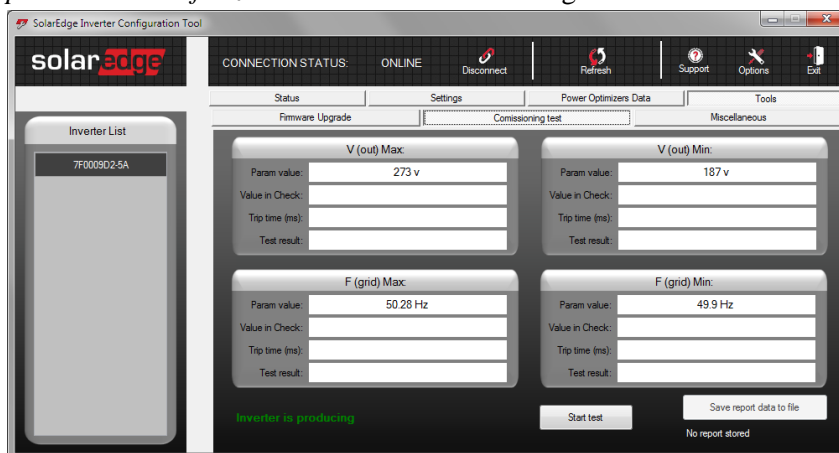 SolarEdge Inverter Configuration Tool
solaredge
CONNECTION STATUS: ONLINE
Disconnect
Refresh
Support
Options
Exit
Status
Settings
Power Optimizers Data
Tools
Firmware Upgrade
Comissioning test
Miscellaneous
Inverter List
7F0009D2-5A
V (out) Max:
Param value: 273 v
Value in Check:
Trip time (ms):
Test result:
V (out) Min:
Param value: 187 v
Value in Check:
Trip time (ms):
Test result:
F (grid) Max:
Param value: 50.28 Hz
Value in Check:
Trip time (ms):
Test result:
F (grid) Min:
Param value: 49.9 Hz
Value in Check:
Trip time (ms):
Test result:
Inverter is producing
Start test
Save report data to file
No report stored